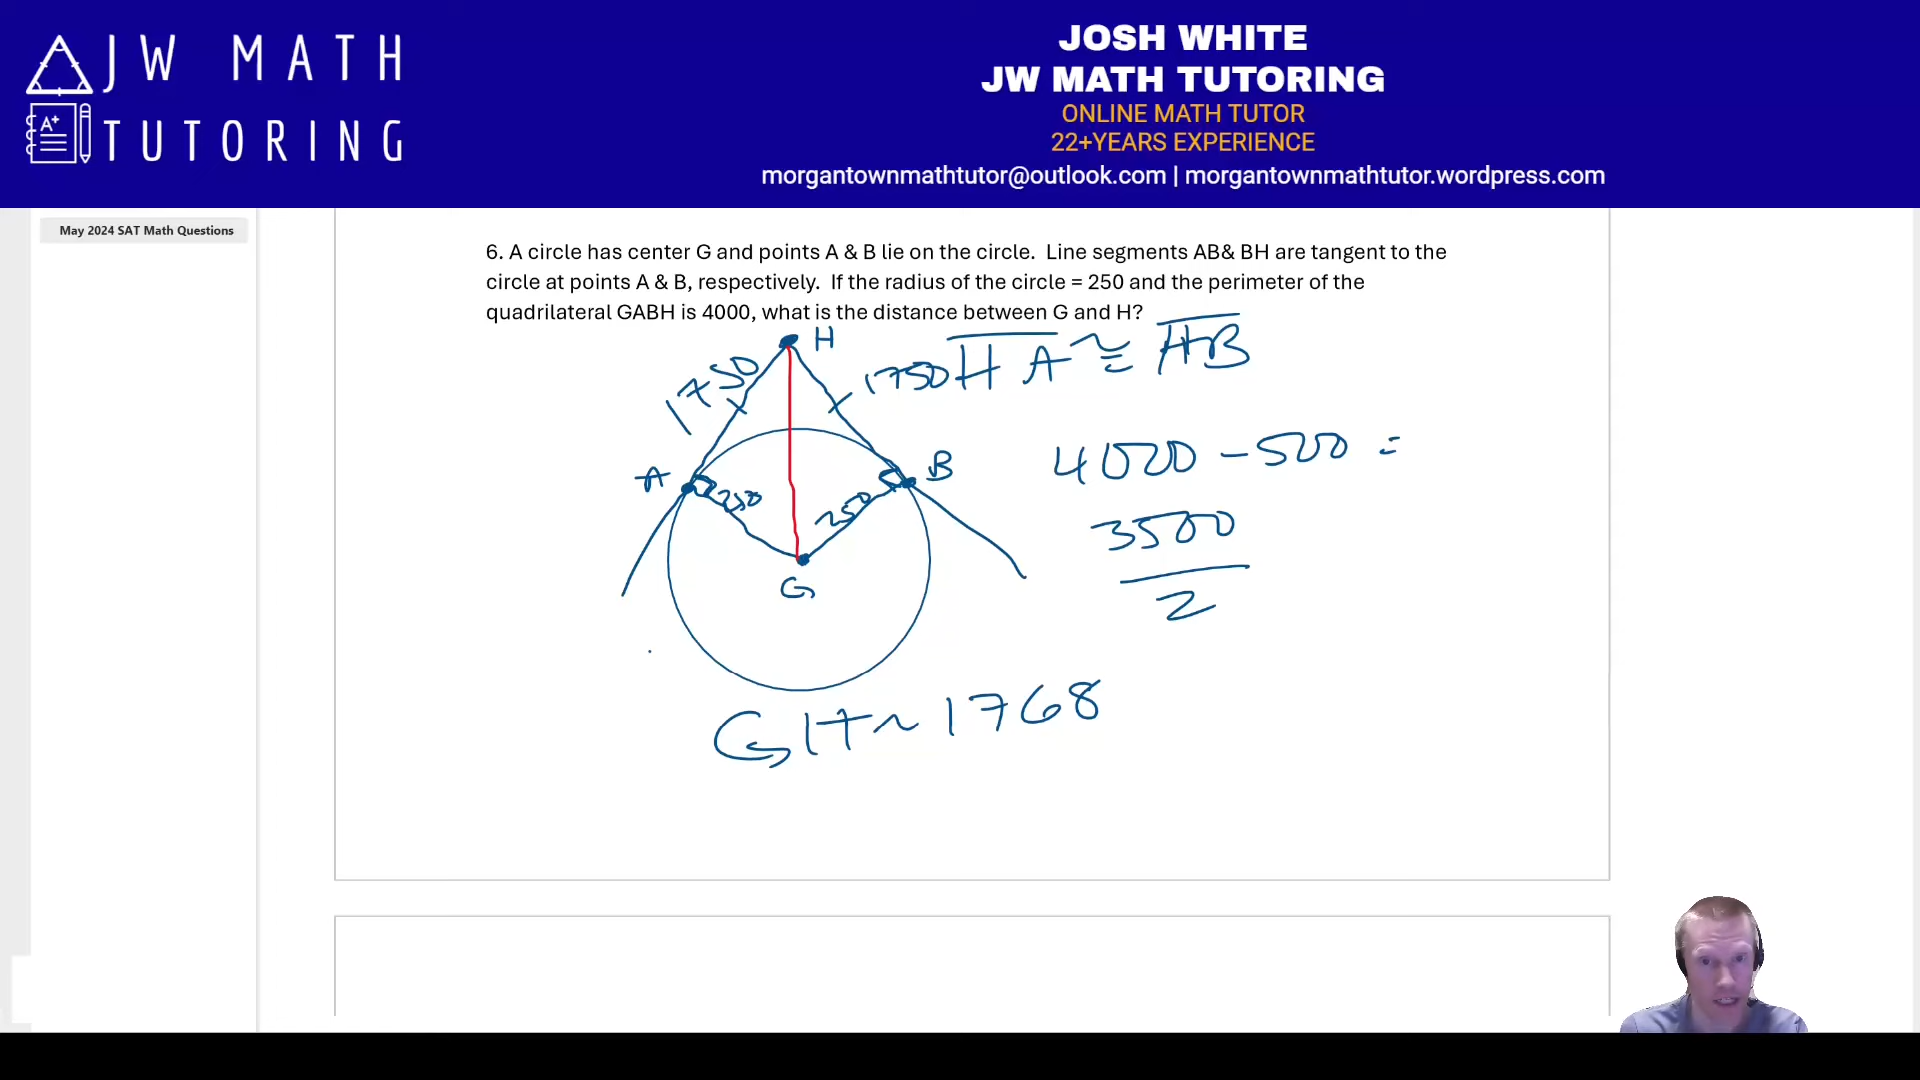 JW MATH
A+
TUTORING
JOSH WHITE
JW MATH TUTORING
ONLINE MATH TUTOR
22+YEARS EXPERIENCE
morgantownmathtutor@outlook.com | morgantownmathtutor.wordpress.com
May 2024 SAT Math Questions
6. A circle has center G and points A & B lie on the circle.  Line segments AB& BH are tangent to the
circle at points A & B, respectively.  If the radius of the circle = 250 and the perimeter of the
quadrilateral GABH is 4000, what is the distance between G and H?
H
1750
1750
HA ≅ HB
A
B
250
250
G
4000 - 500 =
3500
2
GH ~ 1768